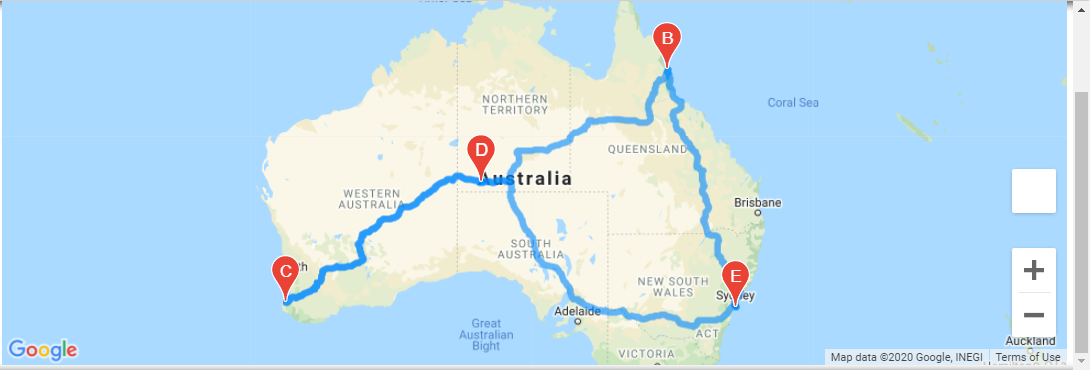 B
Coral Sea
NORTHERN
TERRITORY
QUEENSLAND
D
Australia
WESTERN
AUSTRALIA
Brisbane
SOUTH
AUSTRALIA
C
E
NEW SOUTH
WALES
Sydney
Adelaide
Great
Australian
Bight
ACT
VICTORIA
+
−
Auckland
Google
Map data ©2020 Google, INEGI
Terms of Use